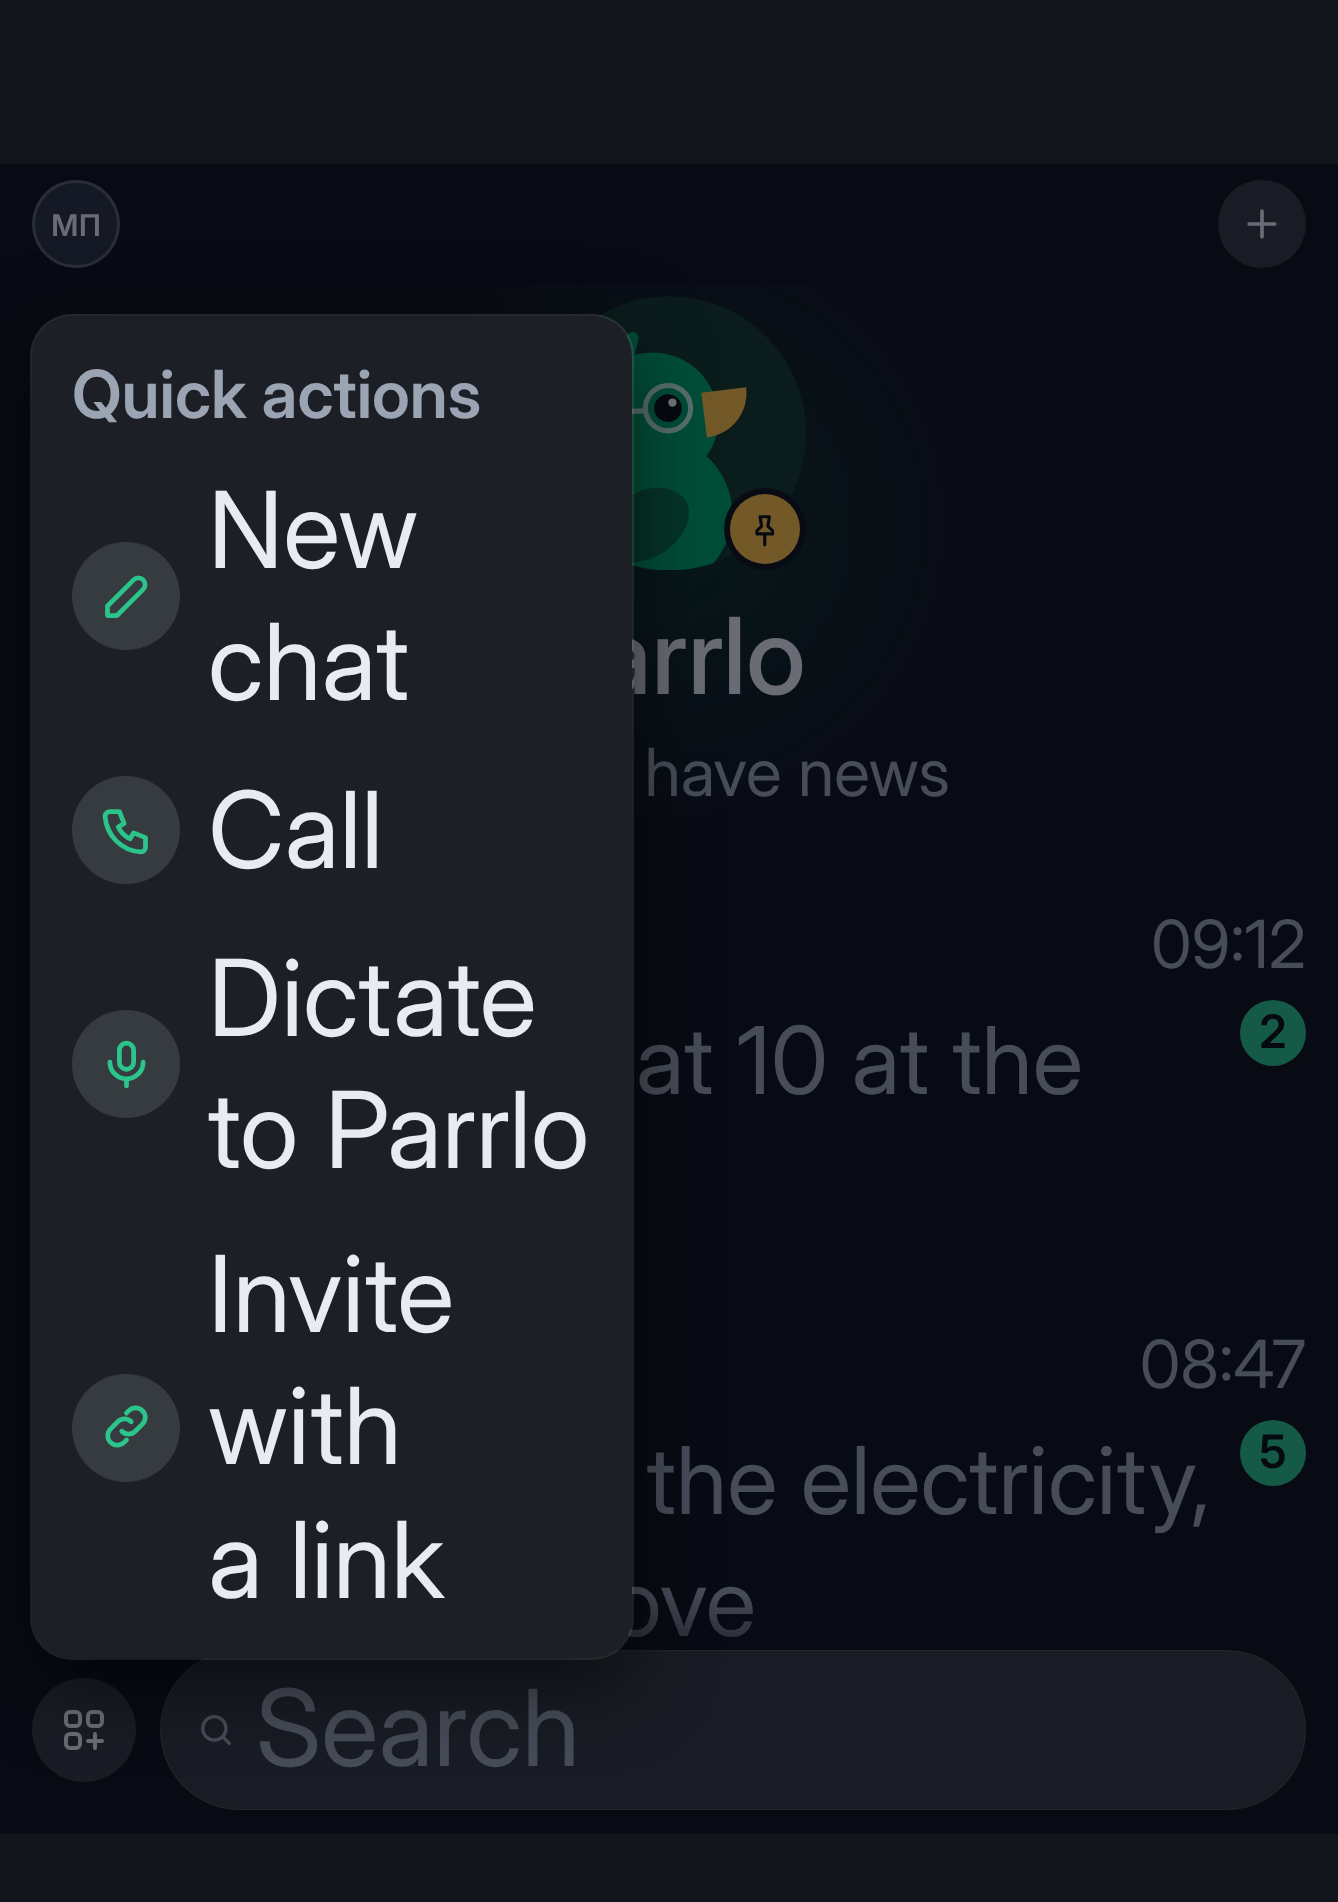 МП
Quick actions
New
chat
Call
Dictate
to Parrlo
Invite
with
a link
arrlo
have news
09:12
at 10 at the
2
08:47
the electricity,
5
ove
Search